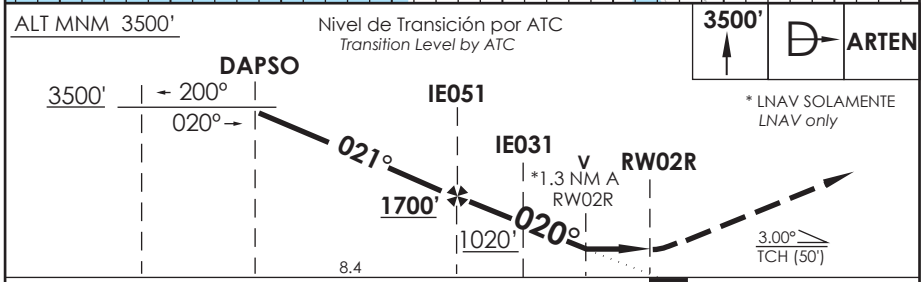 ALT MNM 3500'
Nivel de Transición por ATC
Transition Level by ATC
3500'
D
ARTEN
DAPSO
3500'
← 200°
020° →
IE051
* LNAV SOLAMENTE
LNAV only
021°
IE031
V
RW02R
*1.3 NM A
RW02R
1700'
020°
1020'
3.00°
TCH (50')
8.4